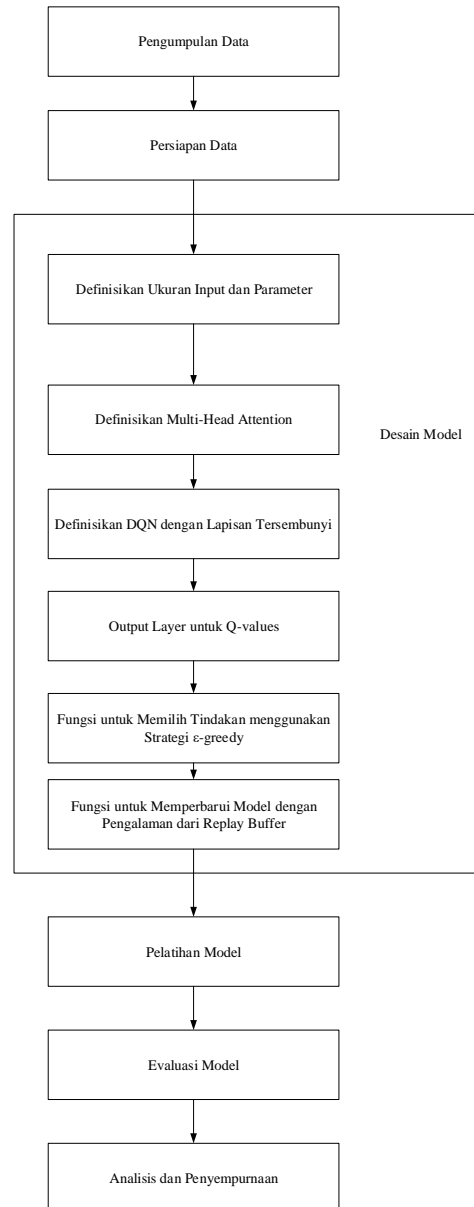 Pengumpulan Data
Persiapan Data
Definisikan Ukuran Input dan Parameter
Definisikan Multi-Head Attention
Desain Model
Definisikan DQN dengan Lapisan Tersembunyi
Output Layer untuk Q-values
Fungsi untuk Memilih Tindakan menggunakan
Strategi ε-greedy
Fungsi untuk Memperbarui Model dengan
Pengalaman dari Replay Buffer
Pelatihan Model
Evaluasi Model
Analisis dan Penyempurnaan